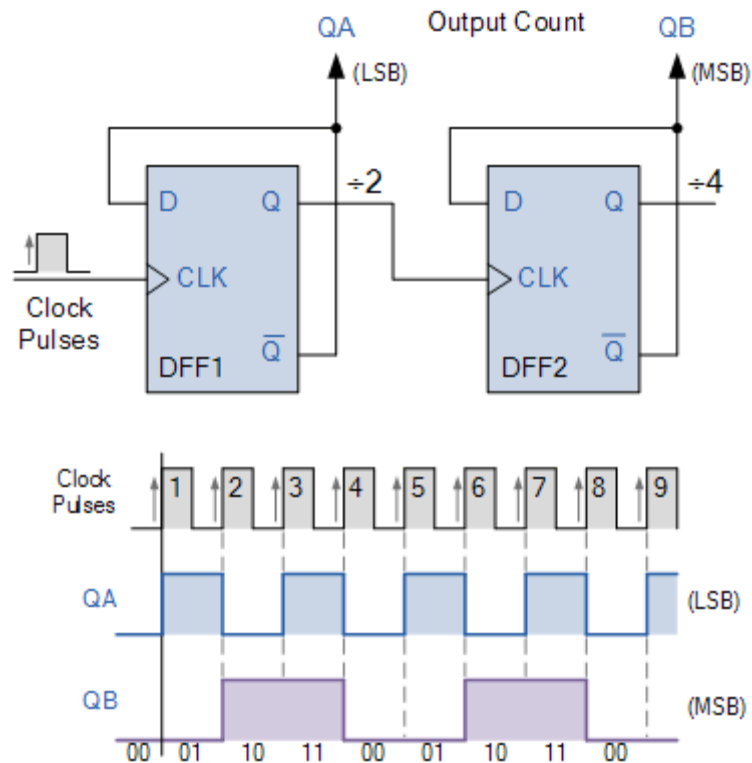 QA Output Count QB
(LSB) (MSB)
÷2 ÷4
D Q D Q
CLK CLK
Clock
Pulses
Q Q
DFF1 DFF2
Clock
Pulses
1 2 3 4 5 6 7 8 9
QA (LSB)
QB (MSB)
00 01 10 11 00 01 10 11 00